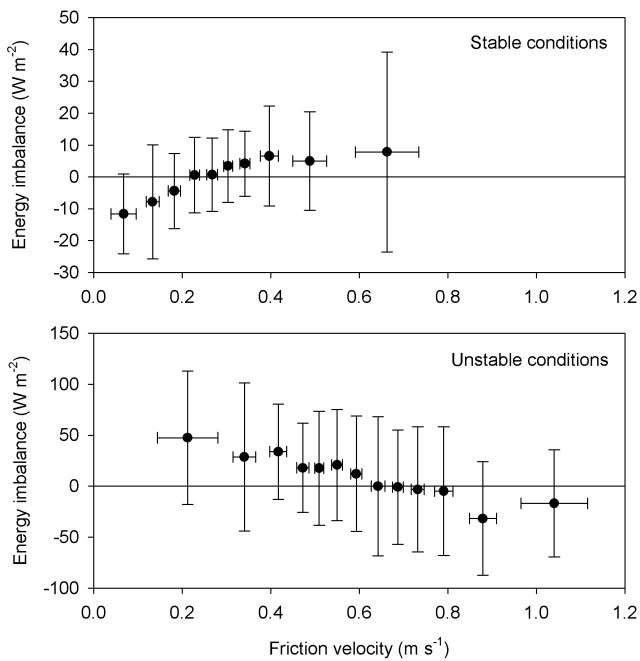 50
40
30
20
10
0
-10
-20
-30
Energy imbalance (W m-2)
Stable conditions
0.0 0.2 0.4 0.6 0.8 1.0 1.2
150
100
50
0
-50
-100
Energy imbalance (W m-2)
Unstable conditions
0.0 0.2 0.4 0.6 0.8 1.0 1.2
Friction velocity (m s-1)